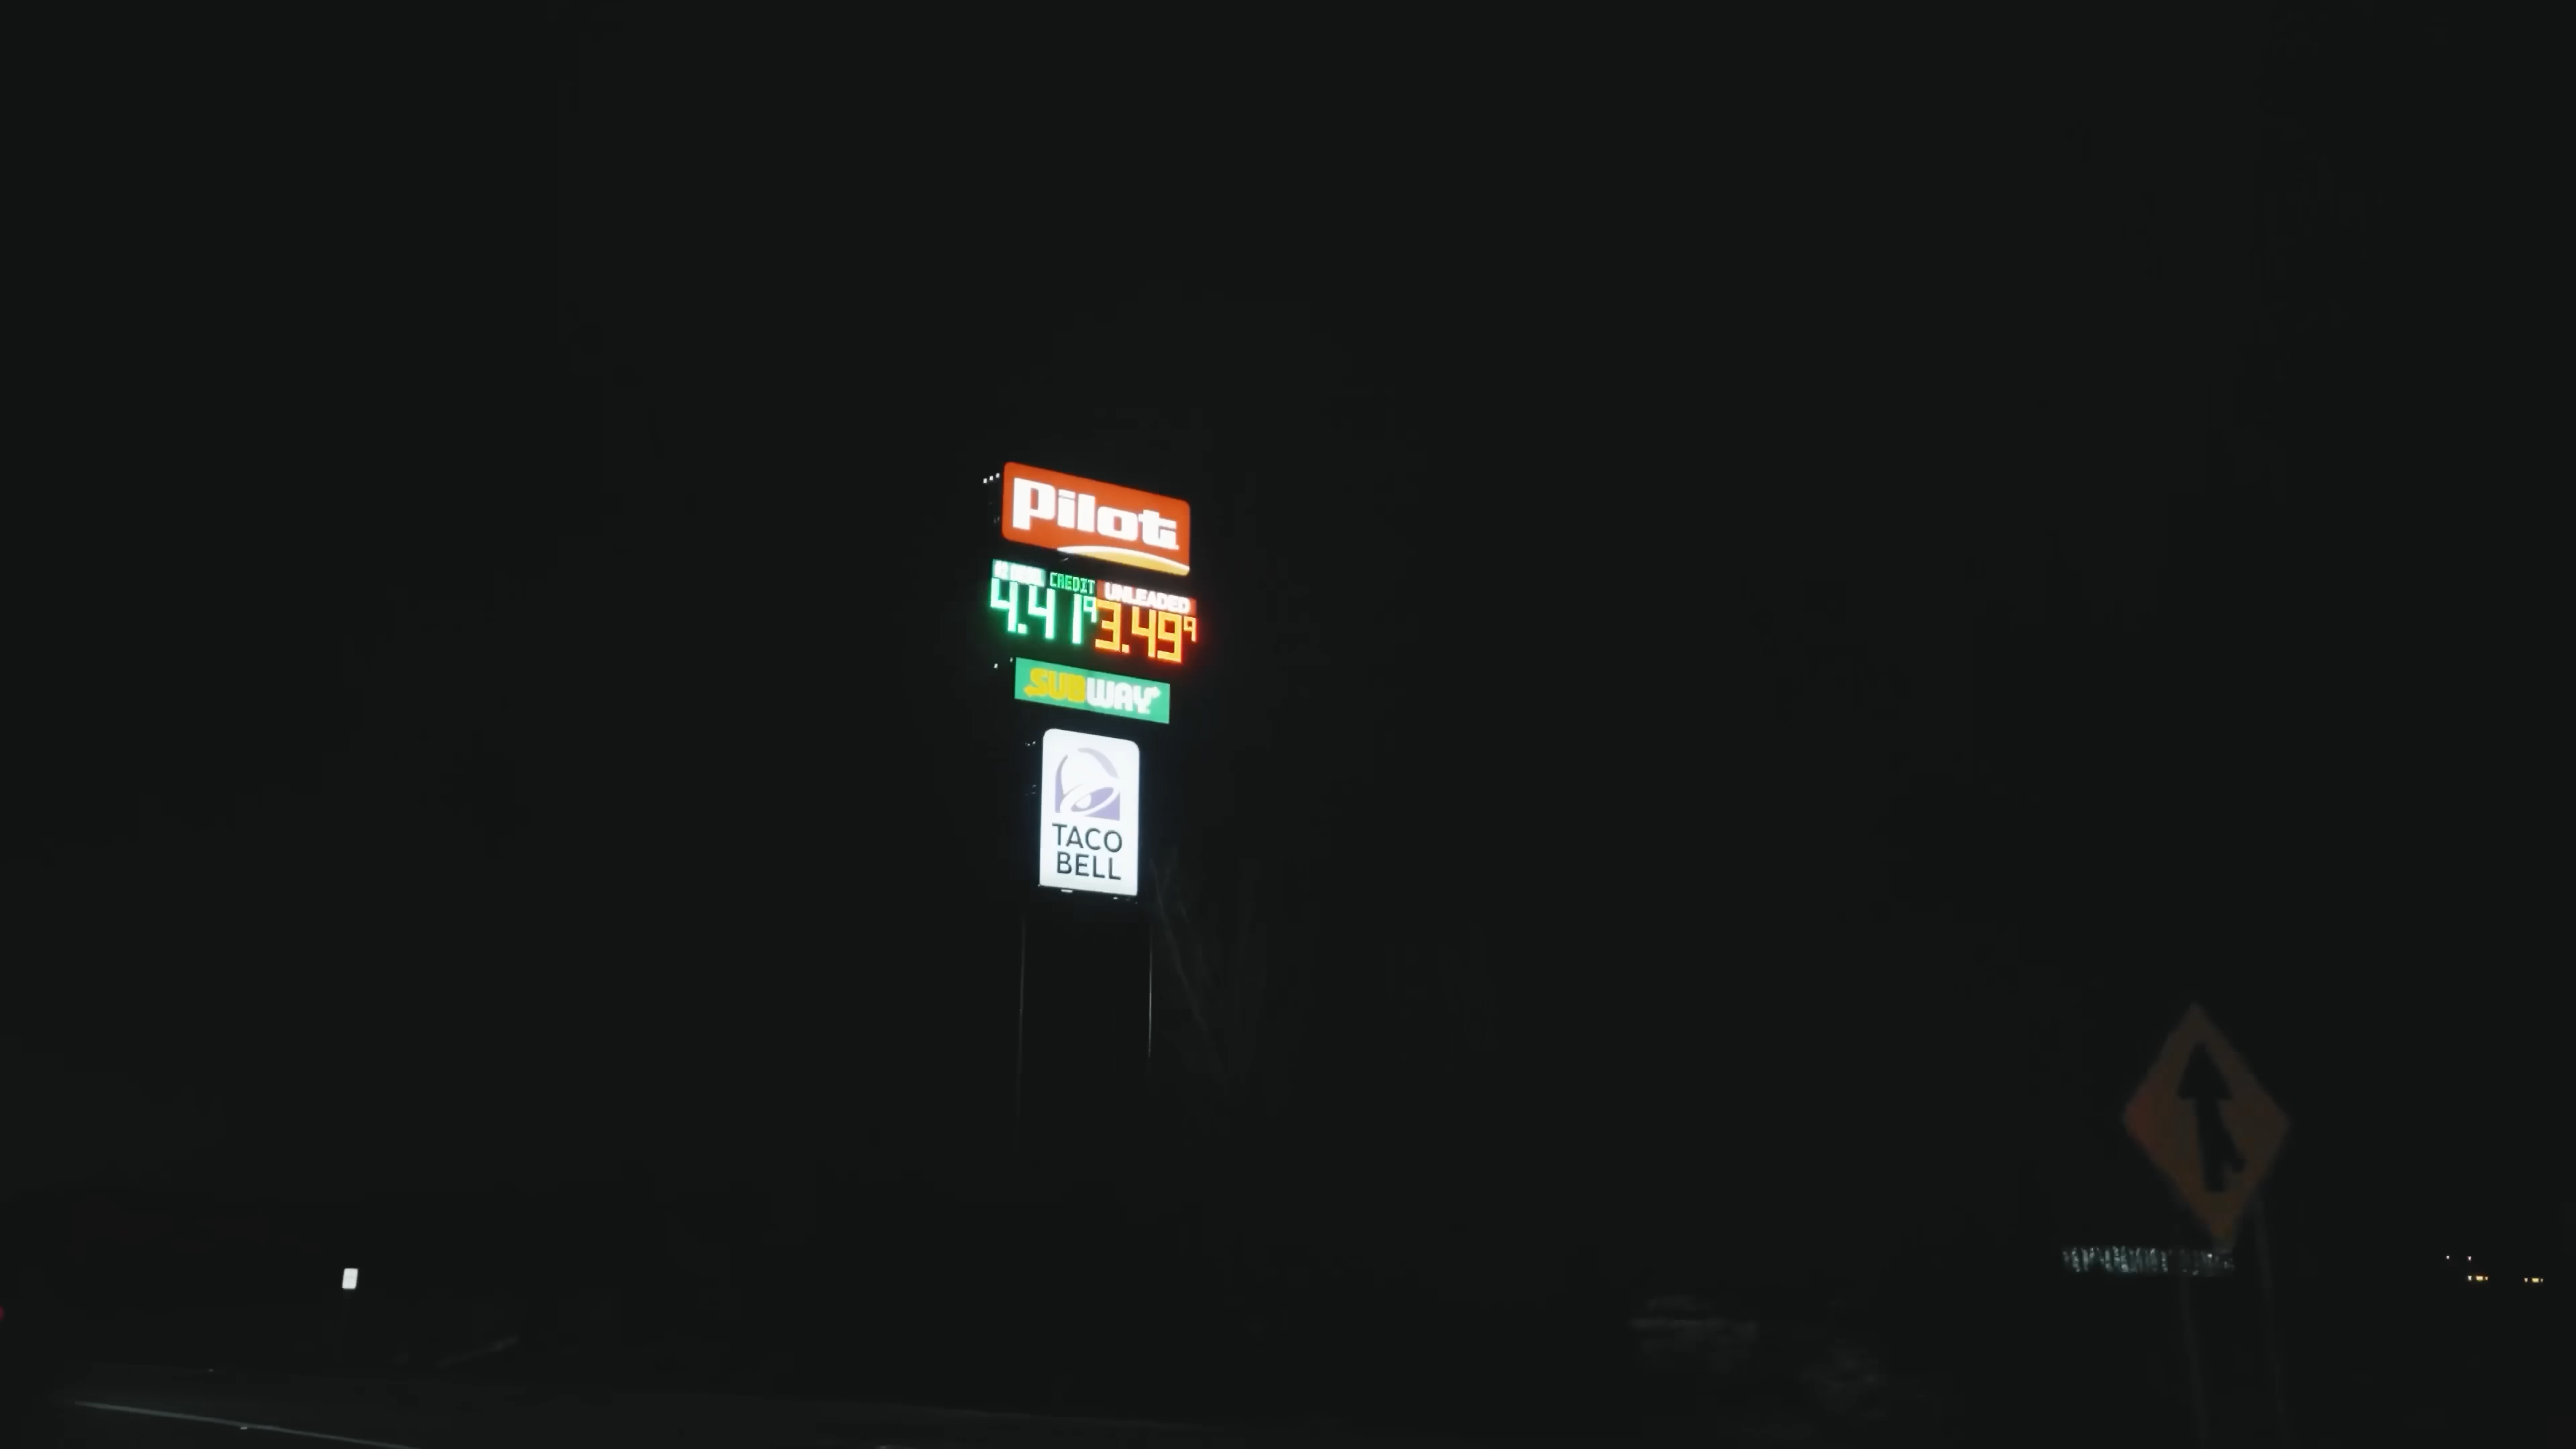 Pilot
CREDIT UNLEADED
4.41⁹ 3.49⁹
SUBWAY
TACO
BELL